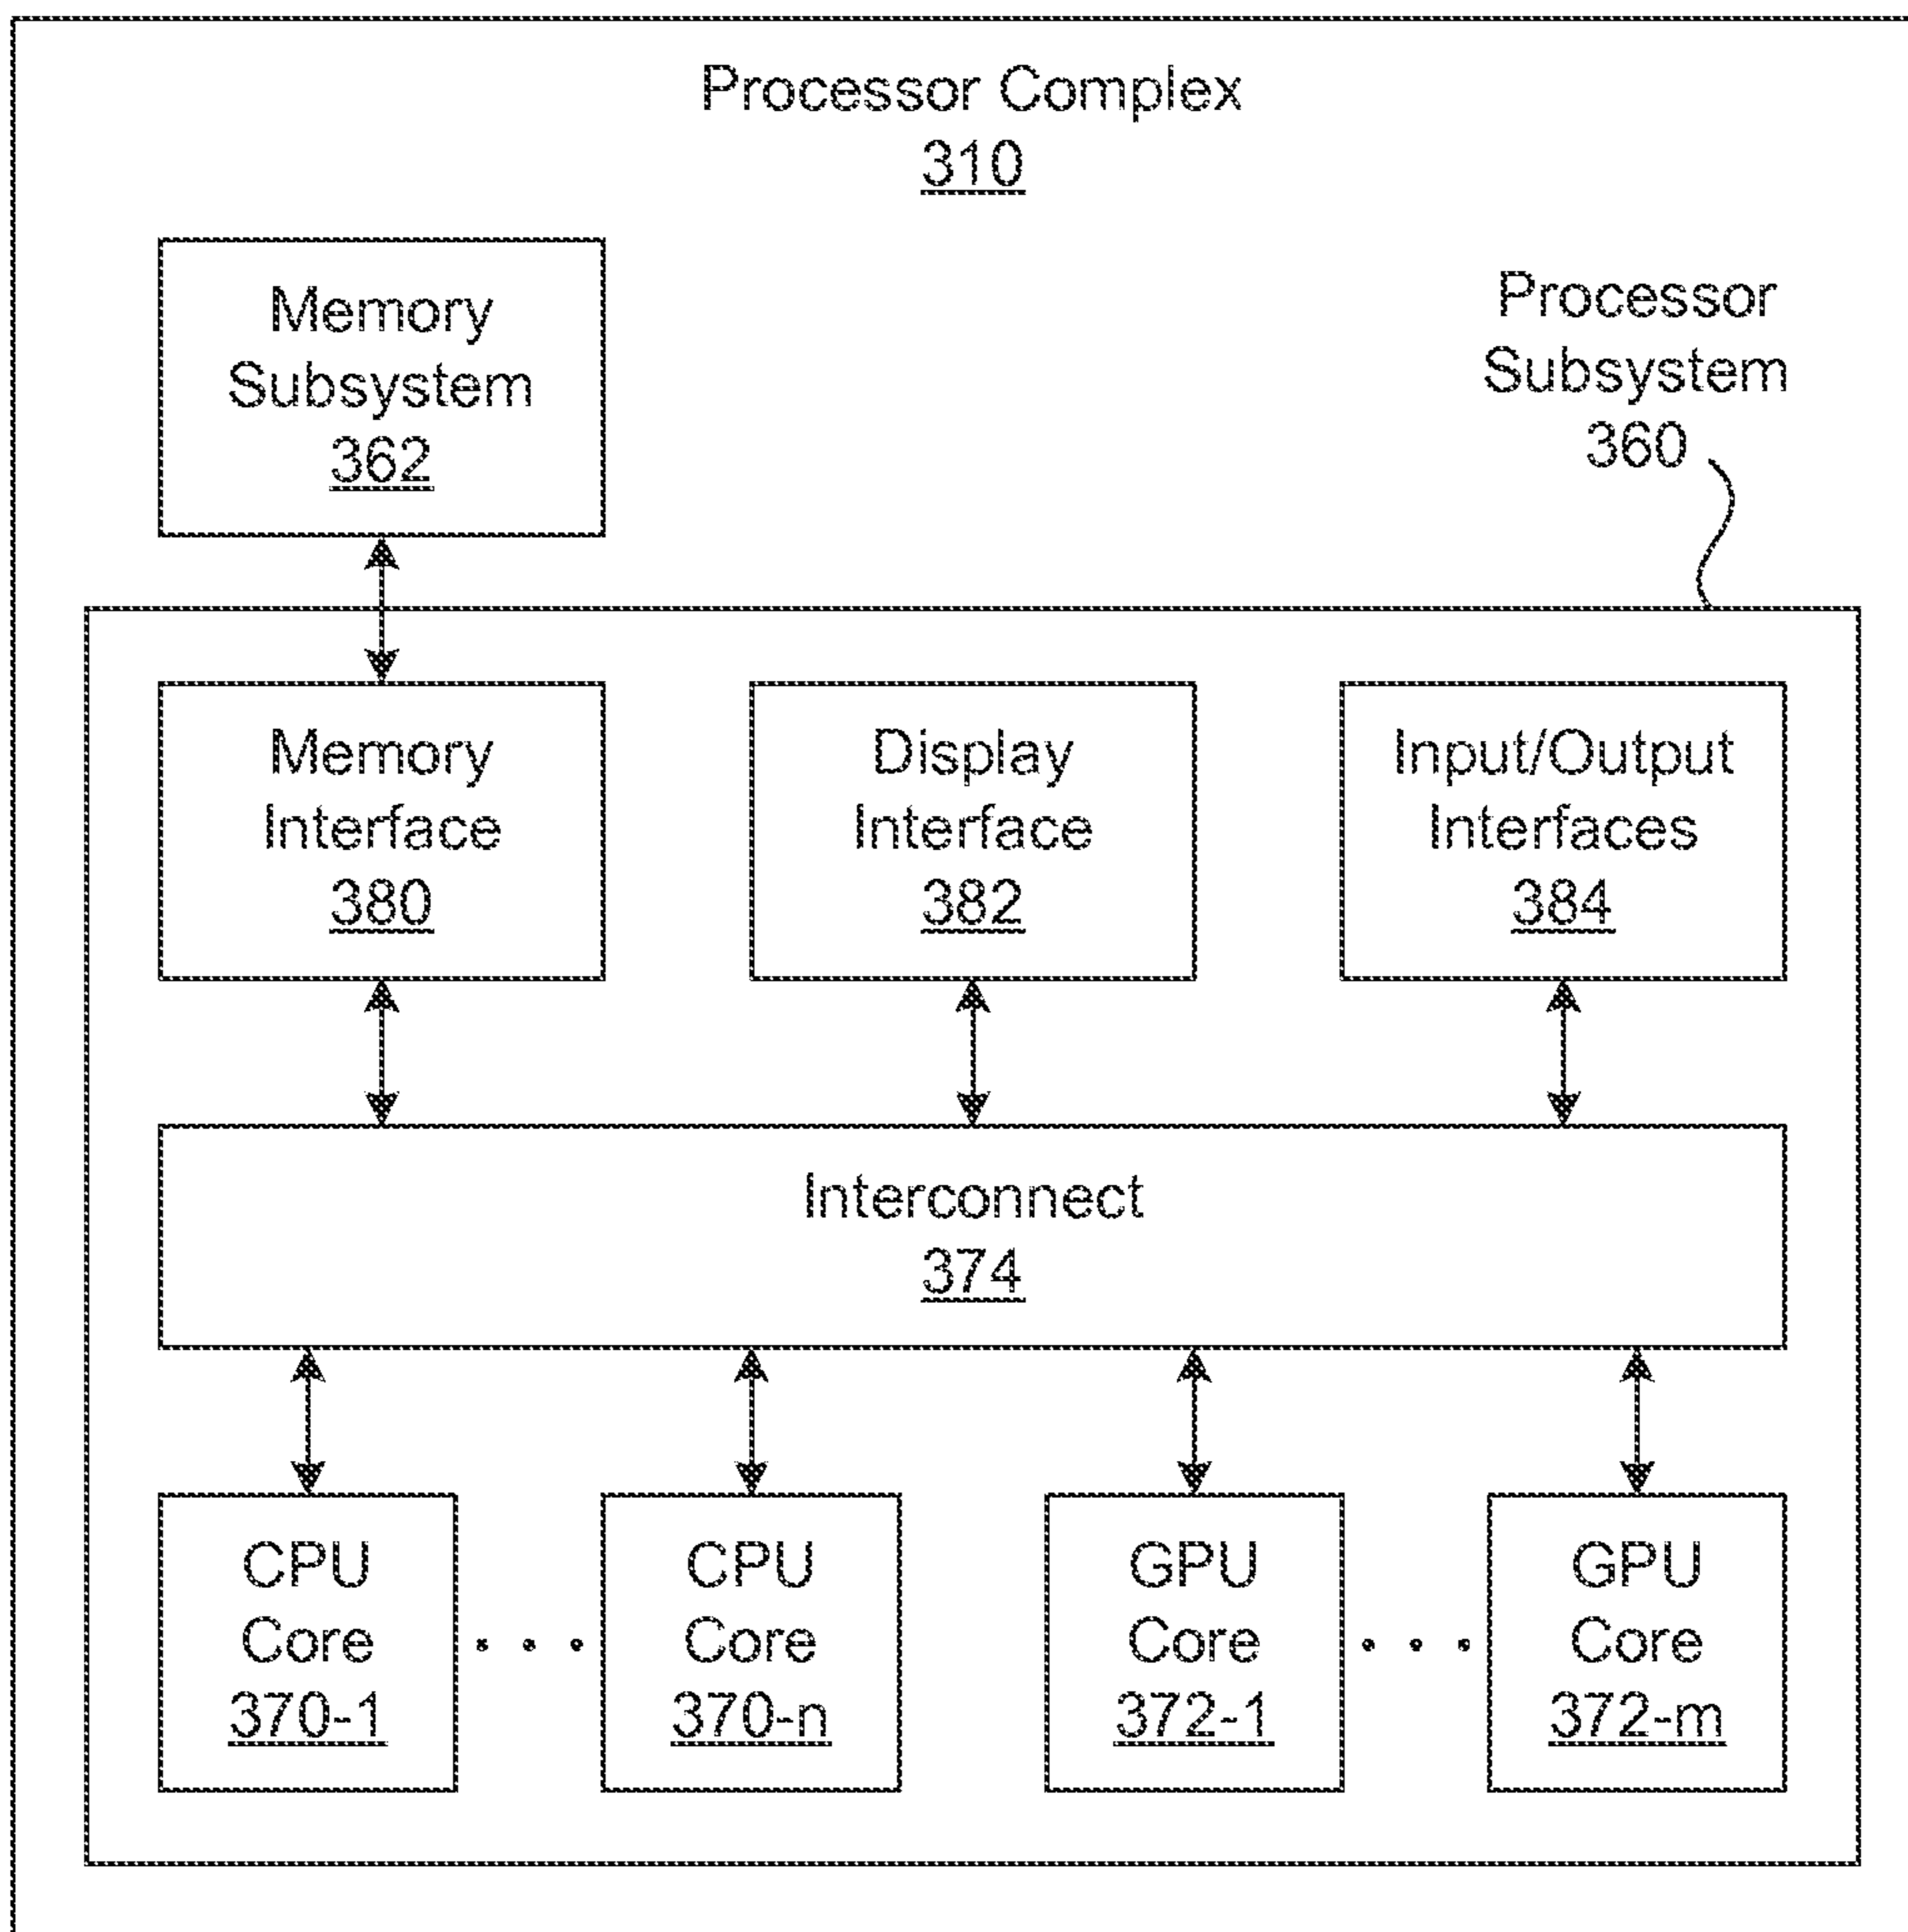 Processor Complex
310
Memory
Subsystem
362
Processor
Subsystem
360
Memory
Interface
380
Display
Interface
382
Input/Output
Interfaces
384
Interconnect
374
CPU
Core
370-1
CPU
Core
370-n
GPU
Core
372-1
GPU
Core
372-m